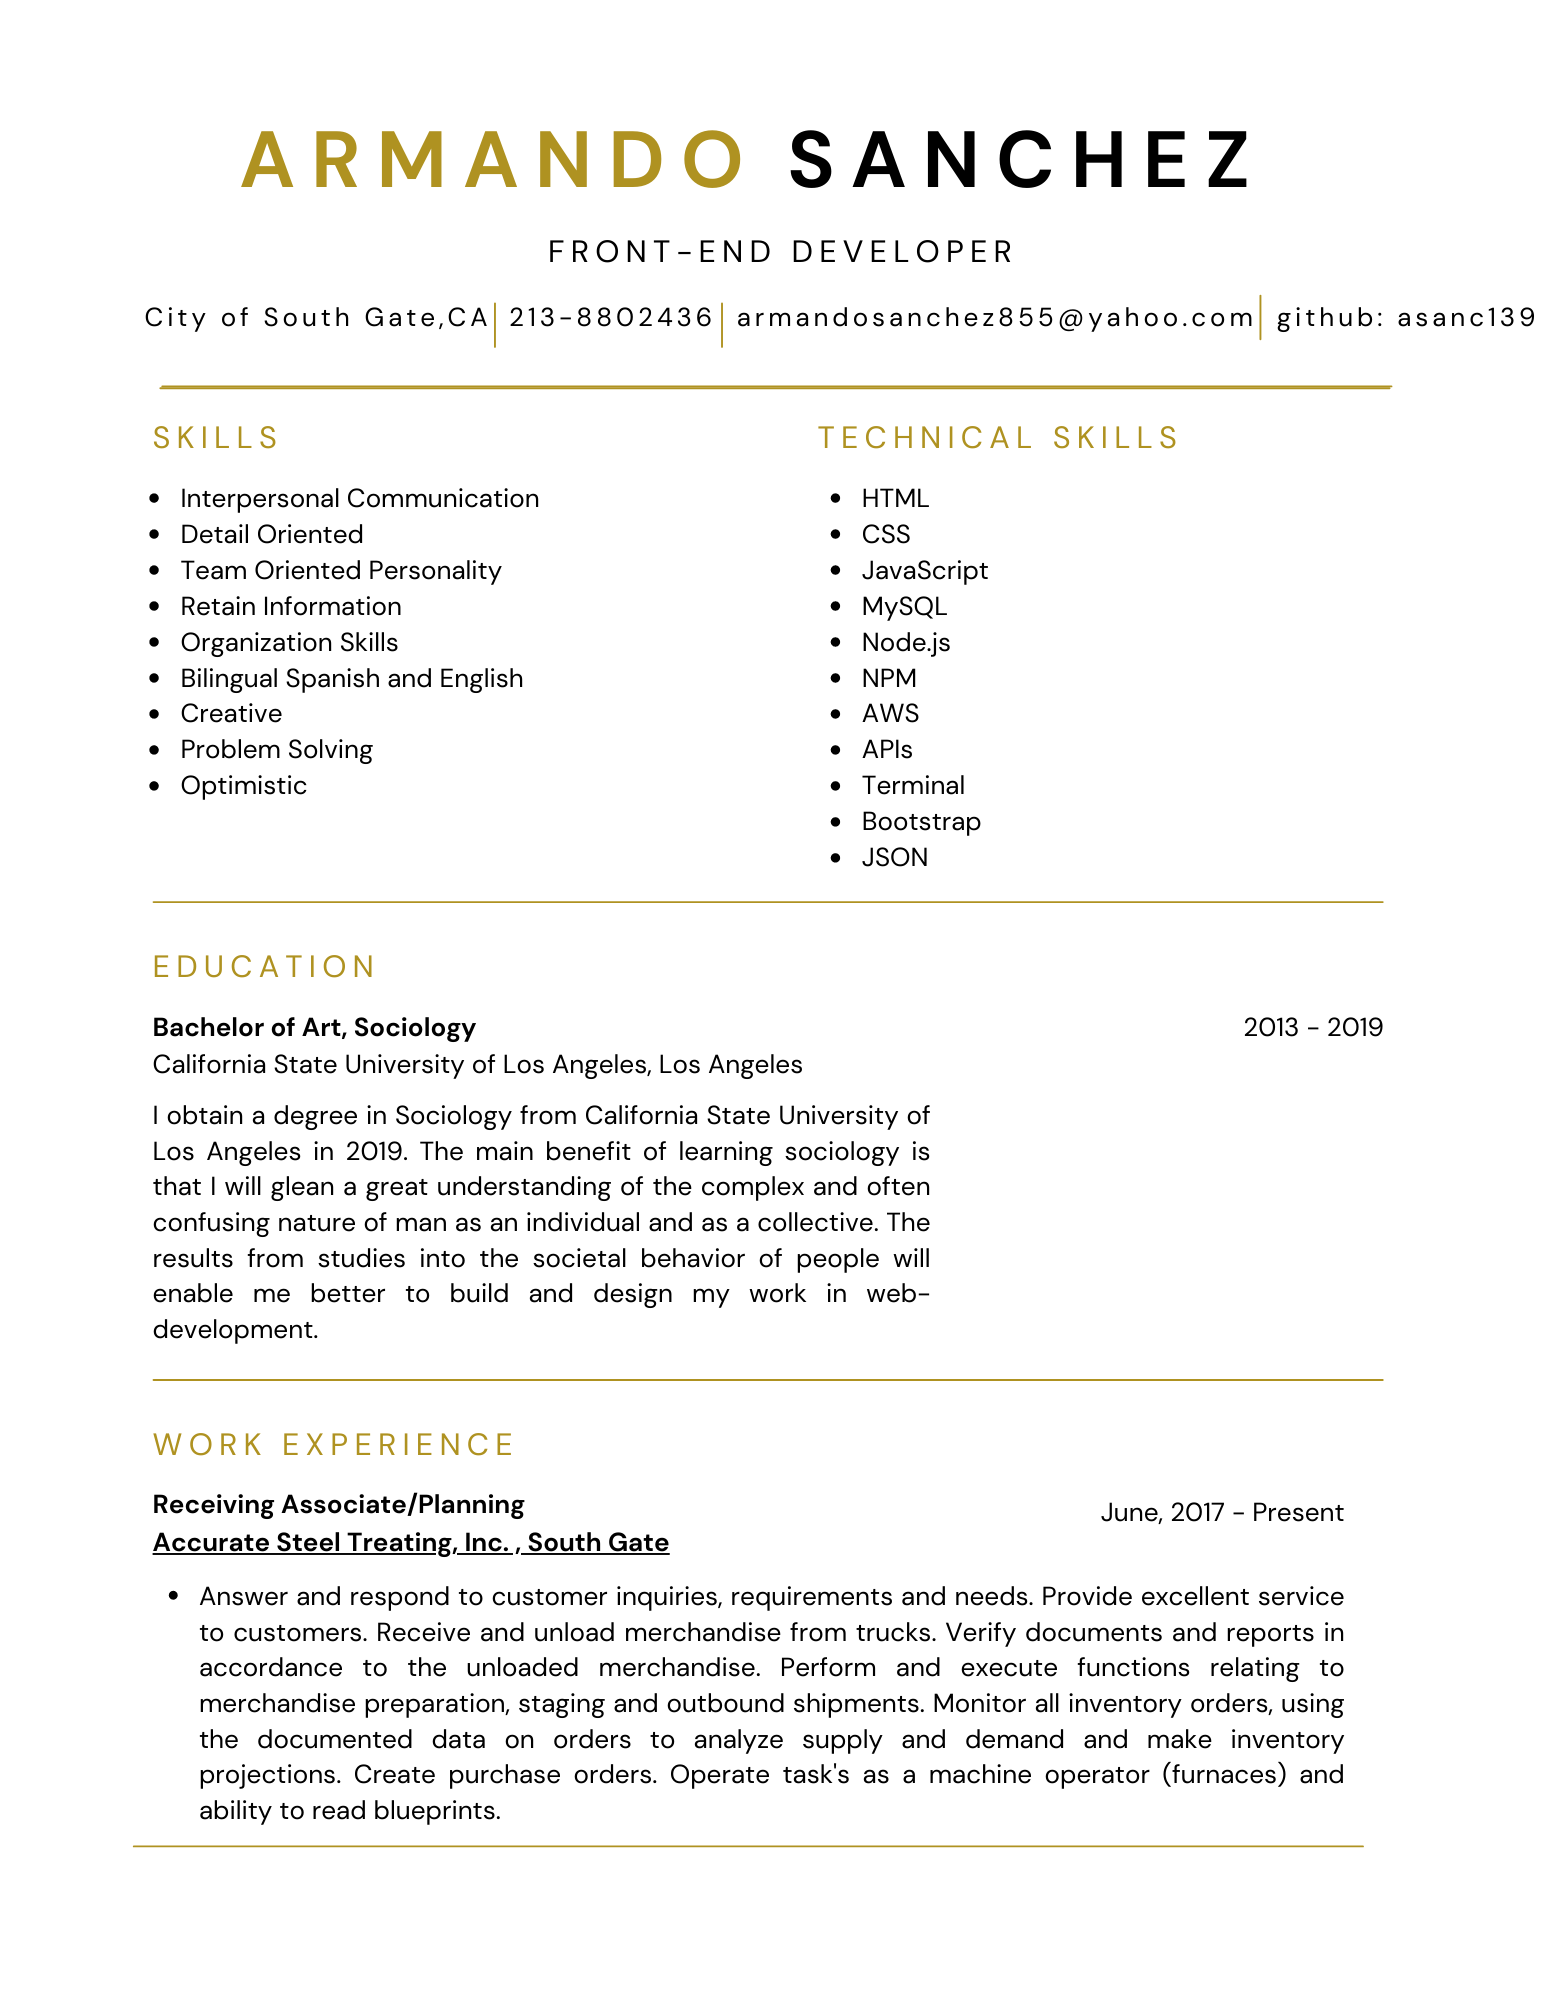 ARMANDO SANCHEZ
FRONT-END DEVELOPER
City of South Gate,CA 213-8802436 armandosanchez855@yahoo.com github: asanc139
SKILLS
Interpersonal Communication
Detail Oriented
Team Oriented Personality
Retain Information
Organization Skills
Bilingual Spanish and English
Creative
Problem Solving
Optimistic
TECHNICAL SKILLS
HTML
CSS
JavaScript
MySQL
Node.js
NPM
AWS
APIs
Terminal
Bootstrap
JSON
EDUCATION
Bachelor of Art, Sociology 2013 - 2019
California State University of Los Angeles, Los Angeles
I obtain a degree in Sociology from California State University of
Los Angeles in 2019. The main benefit of learning sociology is
that I will glean a great understanding of the complex and often
confusing nature of man as an individual and as a collective. The
results from studies into the societal behavior of people will
enable me better to build and design my work in web-
development.
WORK EXPERIENCE
Receiving Associate/Planning June, 2017 - Present
Accurate Steel Treating, Inc. , South Gate
Answer and respond to customer inquiries, requirements and needs. Provide excellent service
to customers. Receive and unload merchandise from trucks. Verify documents and reports in
accordance to the unloaded merchandise. Perform and execute functions relating to
merchandise preparation, staging and outbound shipments. Monitor all inventory orders, using
the documented data on orders to analyze supply and demand and make inventory
projections. Create purchase orders. Operate task's as a machine operator (furnaces) and
ability to read blueprints.